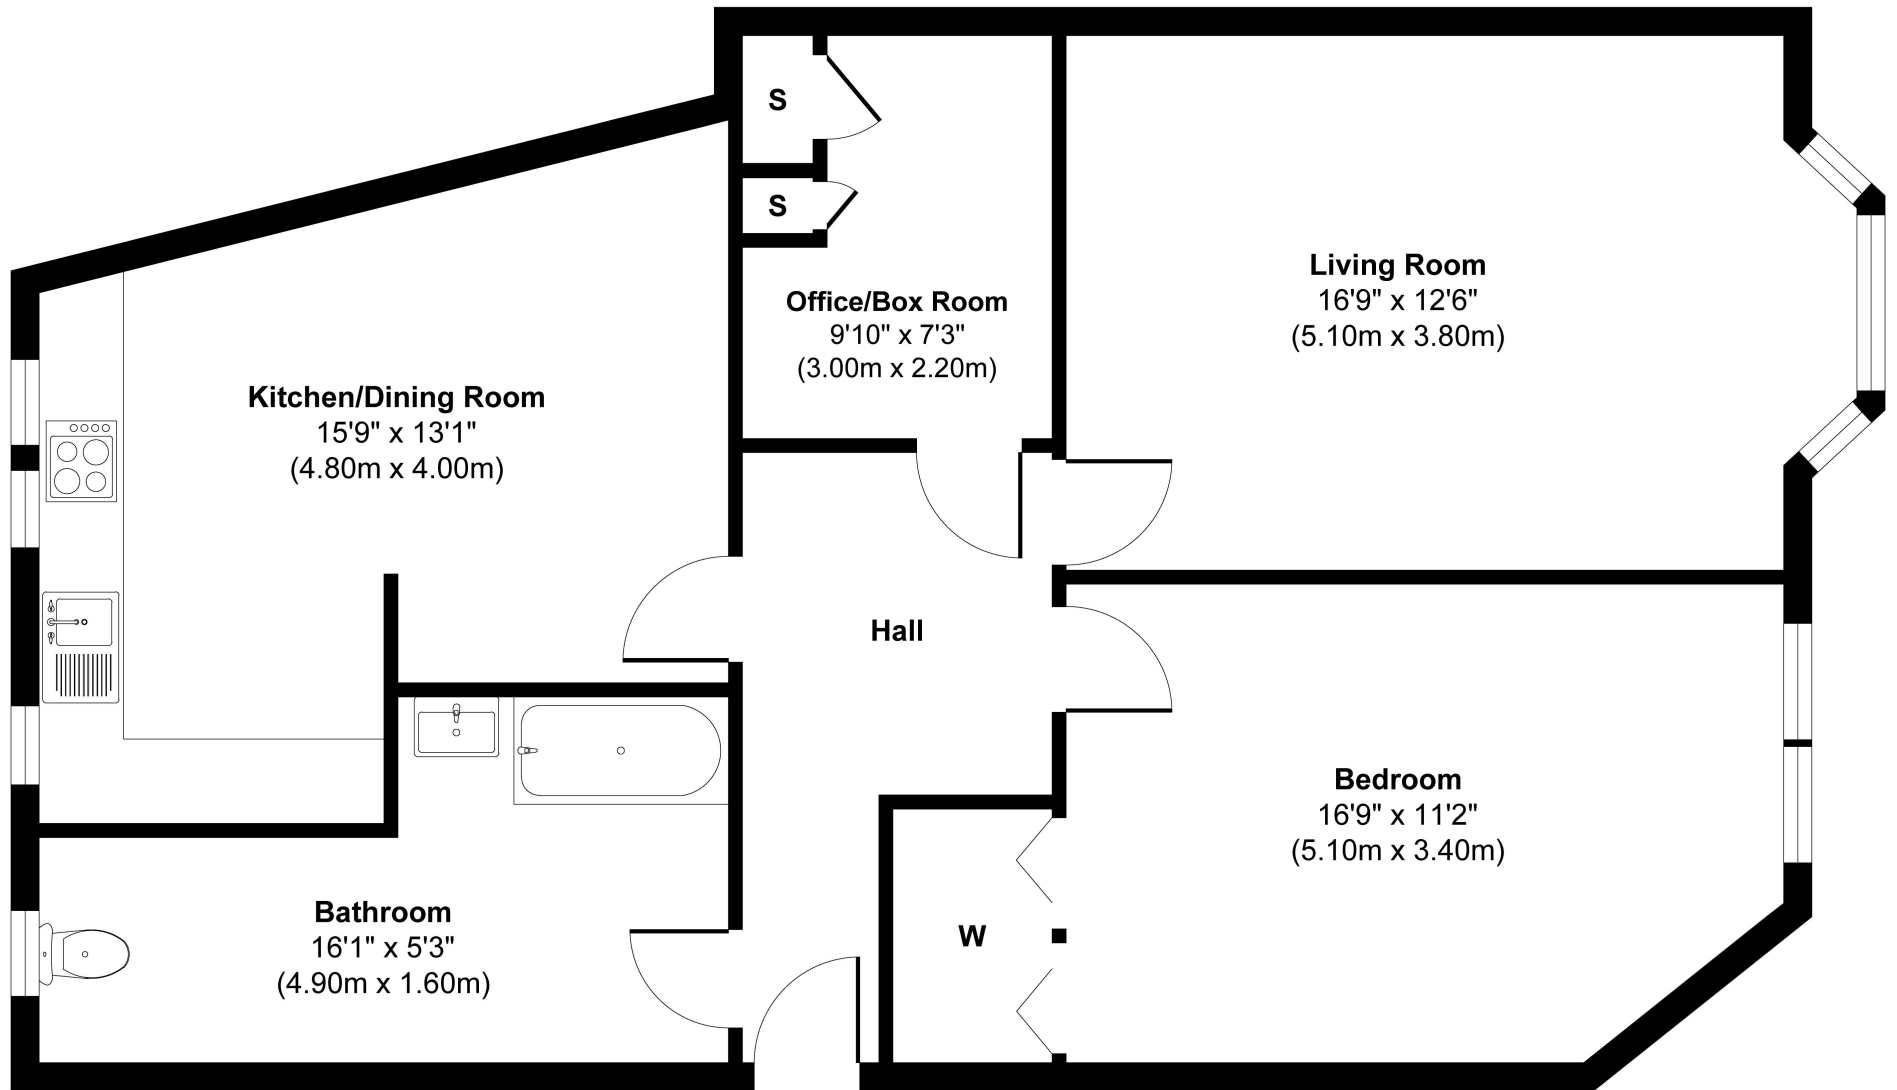 S
S
Living Room
16'9" x 12'6"
(5.10m x 3.80m)
Office/Box Room
9'10" x 7'3"
(3.00m x 2.20m)
Kitchen/Dining Room
15'9" x 13'1"
(4.80m x 4.00m)
Hall
Bedroom
16'9" x 11'2"
(5.10m x 3.40m)
Bathroom
16'1" x 5'3"
(4.90m x 1.60m)
W